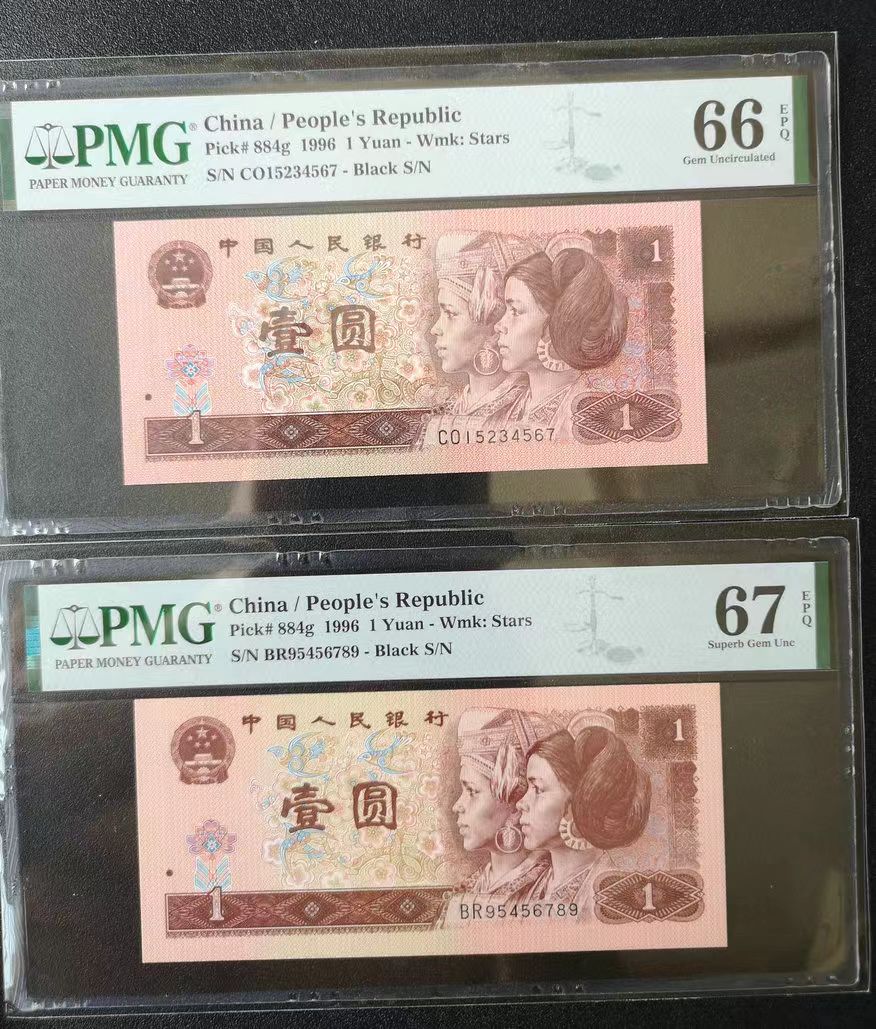 PMG®
PAPER MONEY GUARANTY
China / People's Republic
Pick# 884g 1996 1 Yuan - Wmk: Stars
S/N CO15234567 - Black S/N
66
EPQ
Gem Uncirculated
中国人民银行
1
壹圆
1
CO15234567
1
PMG®
PAPER MONEY GUARANTY
China / People's Republic
Pick# 884g 1996 1 Yuan - Wmk: Stars
S/N BR95456789 - Black S/N
67
EPQ
Superb Gem Unc
中国人民银行
1
壹圆
1
BR95456789
1